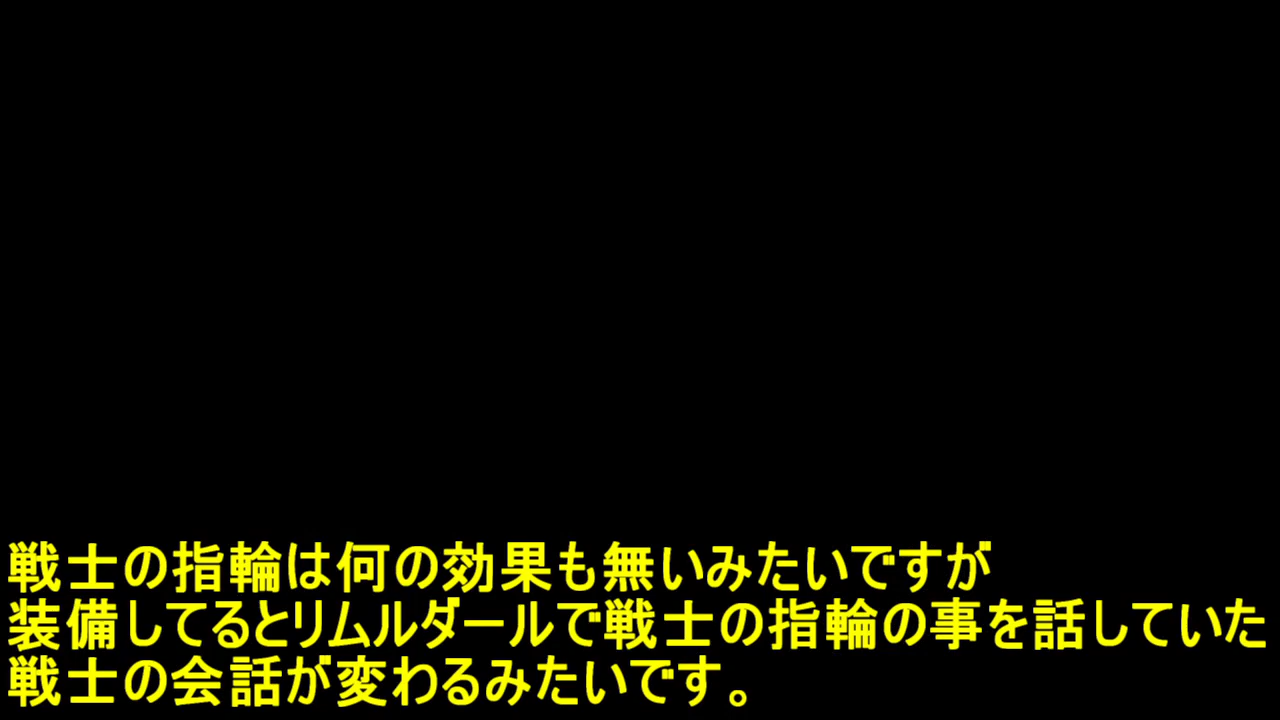 戦士の指輪は何の効果も無いみたいですが
装備してるとリムルダールで戦士の指輪の事を話していた
戦士の会話が変わるみたいです。